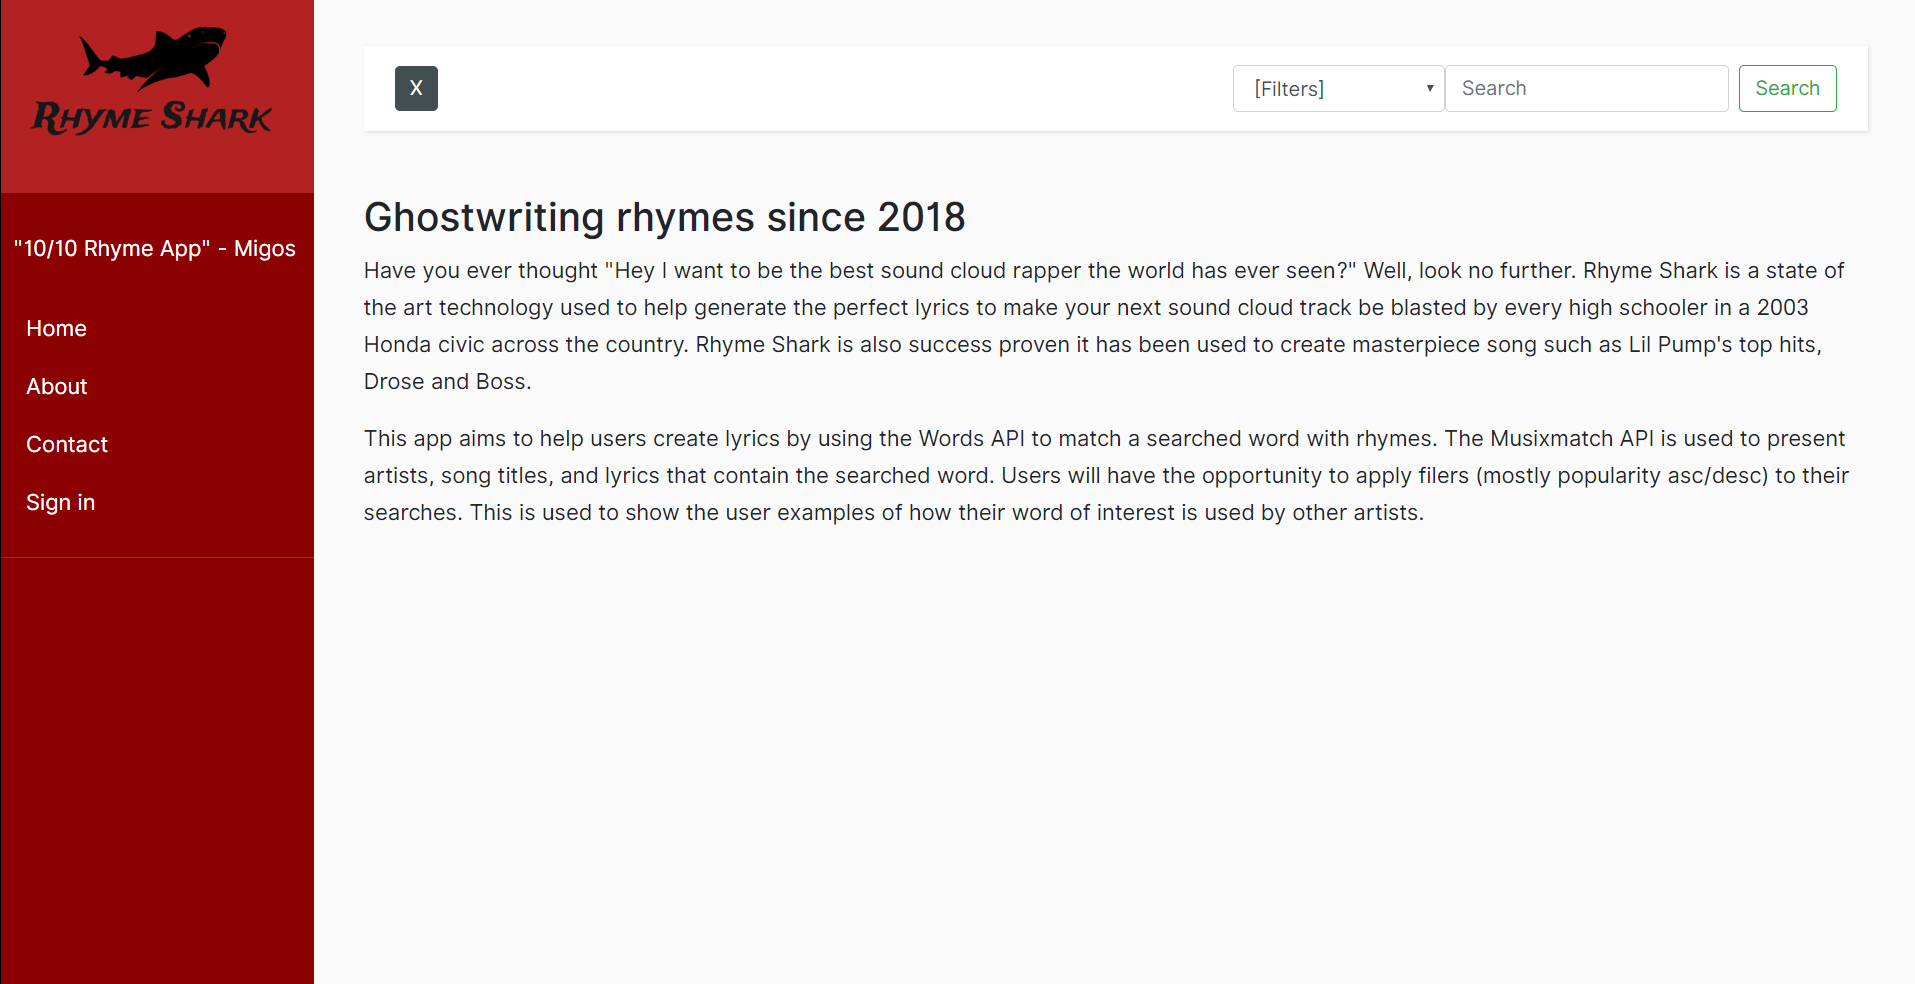 Rhyme Shark
"10/10 Rhyme App" - Migos
Home
About
Contact
Sign in
X
[Filters]
Search
Search
Ghostwriting rhymes since 2018
Have you ever thought "Hey I want to be the best sound cloud rapper the world has ever seen?" Well, look no further. Rhyme Shark is a state of
the art technology used to help generate the perfect lyrics to make your next sound cloud track be blasted by every high schooler in a 2003
Honda civic across the country. Rhyme Shark is also success proven it has been used to create masterpiece song such as Lil Pump's top hits,
Drose and Boss.
This app aims to help users create lyrics by using the Words API to match a searched word with rhymes. The Musixmatch API is used to present
artists, song titles, and lyrics that contain the searched word. Users will have the opportunity to apply filers (mostly popularity asc/desc) to their
searches. This is used to show the user examples of how their word of interest is used by other artists.